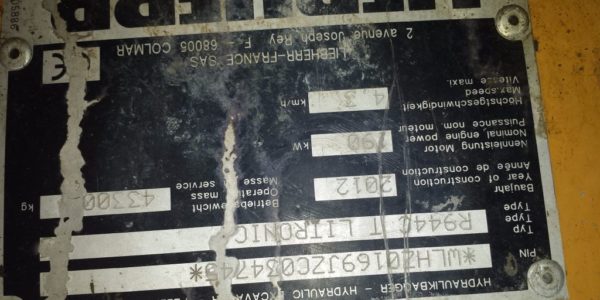 HYDRAULIKBAGGER - HYDRAULIC EXCAVA
PIN
Typ
Type
Type
R944C T LITRONIC
Baujahr
Year of construction
Année de construction
2012
Betriebsgewicht
Operating mass
Masse service
43300 kg
Nennleistung Motor
Nominal engine power
Puissance nom. moteur
190 kW
Höchstgeschwindigkeit
Max.speed
Vitesse maxi.
4,3 km/h
CE
LIEBHERR-FRANCE SAS
2 avenue Joseph Rey F - 68005 COLMAR
LIEBHERR